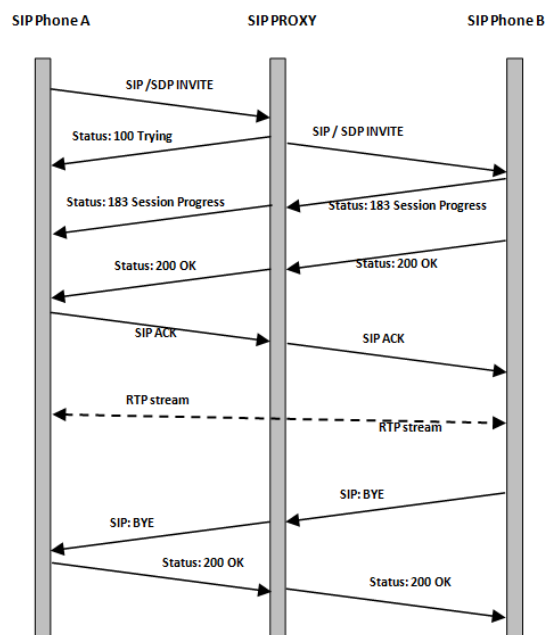 SIP Phone A
SIP PROXY
SIP Phone B
SIP /SDP INVITE
Status: 100 Trying
SIP / SDP INVITE
Status: 183 Session Progress
Status: 183 Session Progress
Status: 200 OK
Status: 200 OK
SIP ACK
SIP ACK
RTP stream
RTP stream
SIP: BYE
SIP: BYE
Status: 200 OK
Status: 200 OK